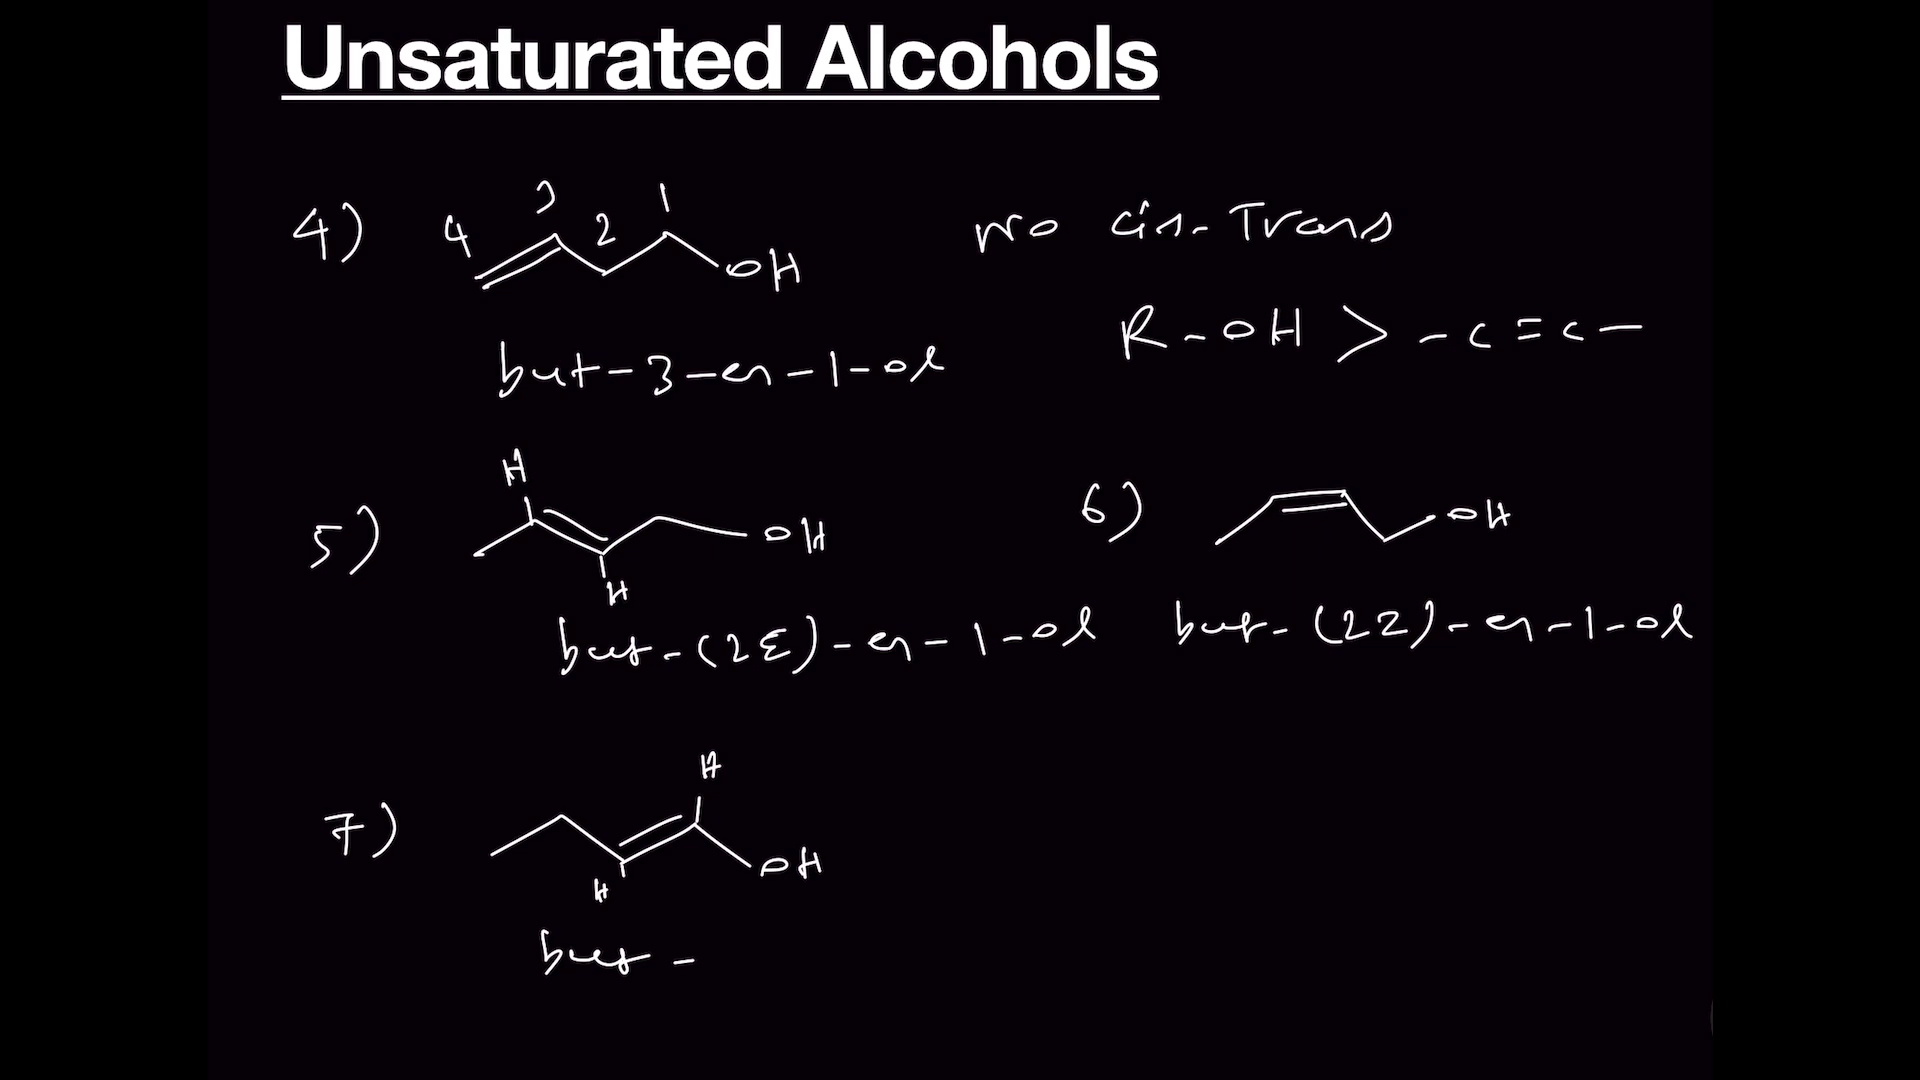 Unsaturated Alcohols
4) 4 3 2 1 OH No cis-Trans
R-OH > -C=C-
but-3-en-1-ol
5) H OH H
6) OH
but-(2E)-en-1-ol but-(2Z)-en-1-ol
7) H OH H
but-